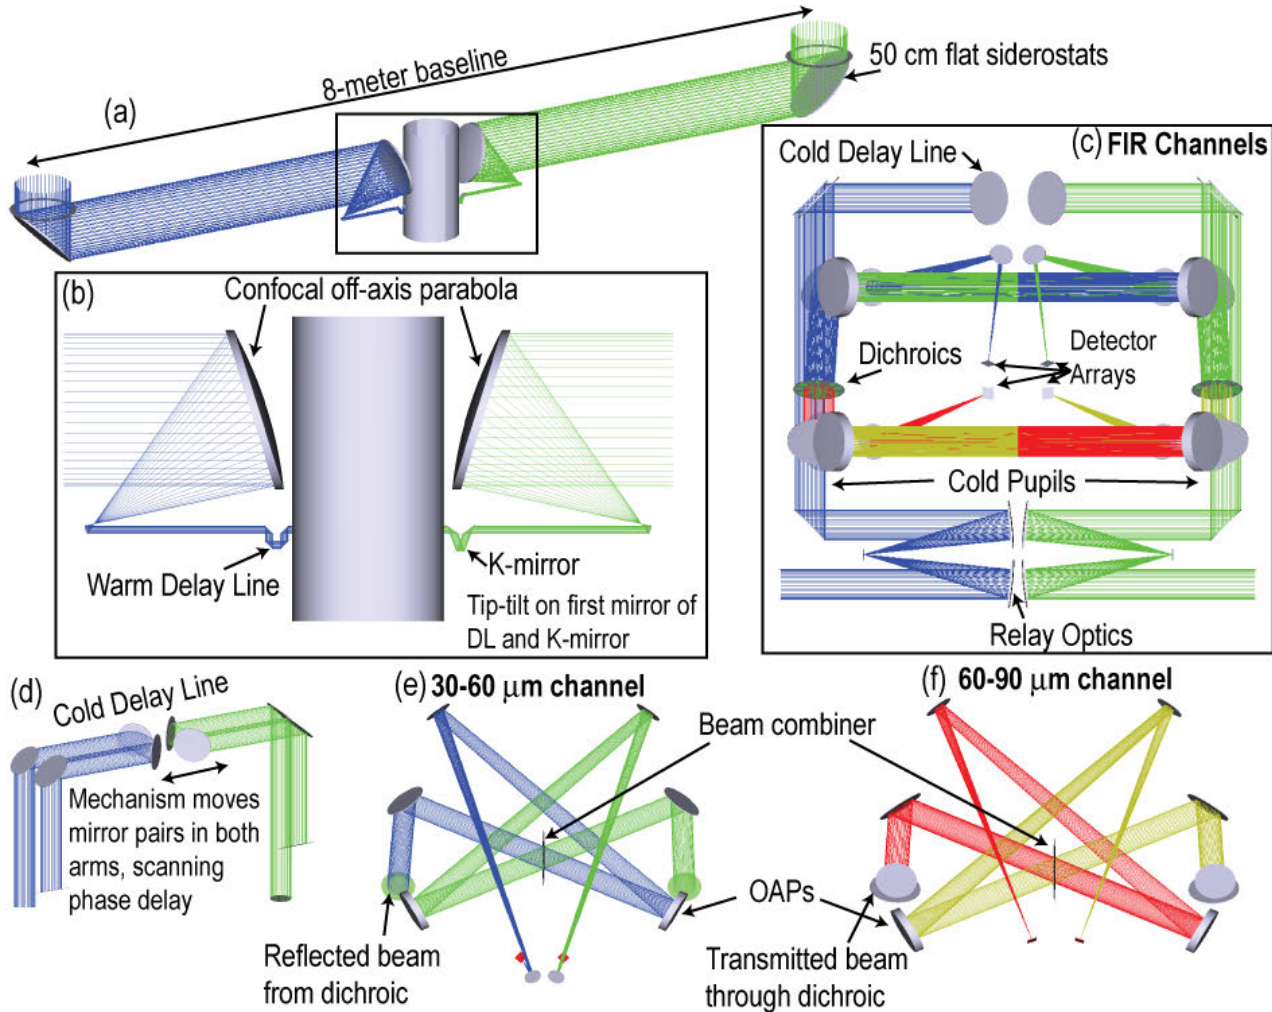 (a)
8-meter baseline
50 cm flat siderostats
(b)
Confocal off-axis parabola
Warm Delay Line
K-mirror
Tip-tilt on first mirror of
DL and K-mirror
(c) FIR Channels
Cold Delay Line
Dichroics
Detector
Arrays
Cold Pupils
Relay Optics
(d)
Cold Delay Line
Mechanism moves
mirror pairs in both
arms, scanning
phase delay
(e) 30-60 μm channel
Beam combiner
OAPs
Reflected beam
from dichroic
(f) 60-90 μm channel
Transmitted beam
through dichroic